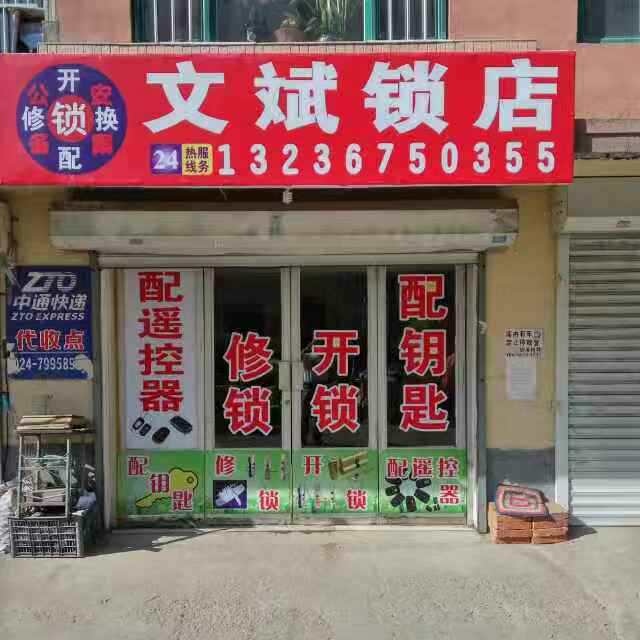 开
公安
修锁换
备案
配
文斌锁店
24 热服线务 13236750355
ZTO
中通快递
ZTO EXPRESS
代收点
024-799585
配遥控器
修锁
开锁
配钥匙
配钥匙
修锁
开锁
配遥控器